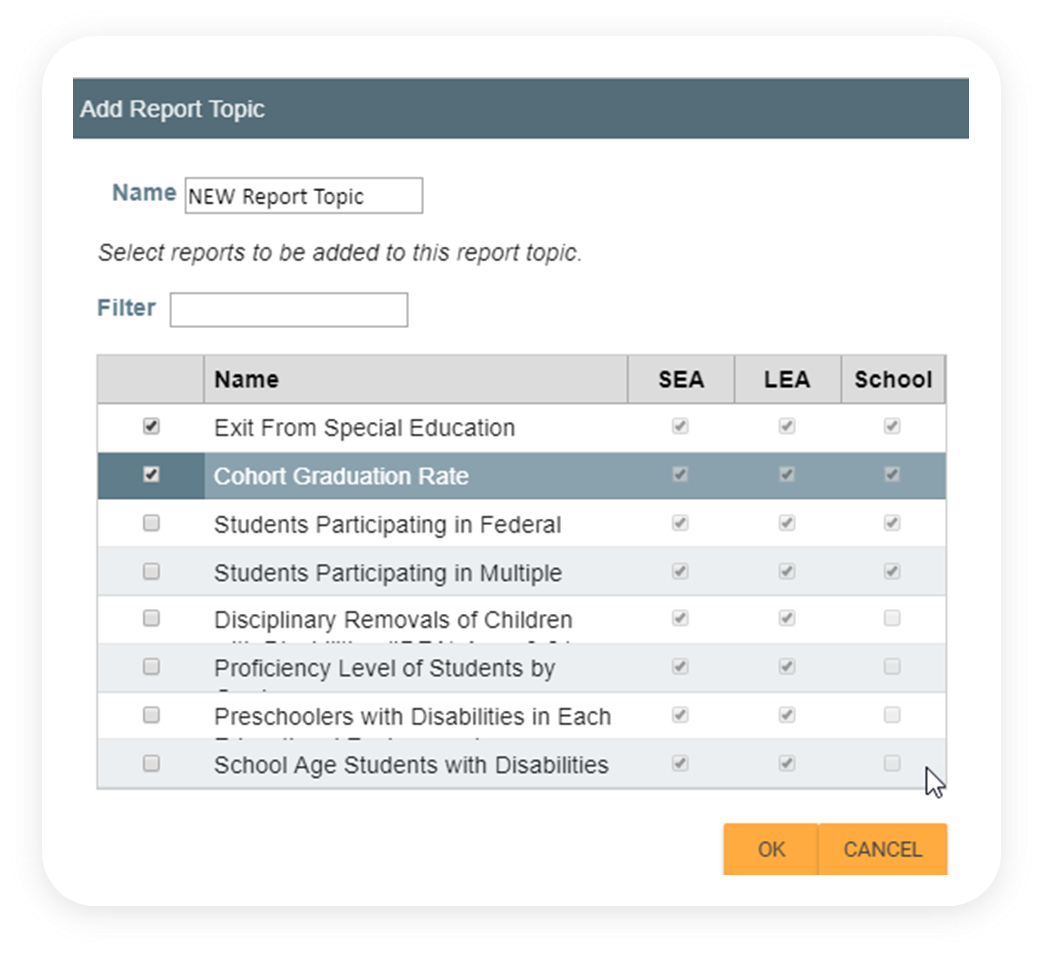 Add Report Topic
Name NEW Report Topic
Select reports to be added to this report topic.
Filter
Name SEA LEA School
Exit From Special Education
Cohort Graduation Rate
Students Participating in Federal
Students Participating in Multiple
Disciplinary Removals of Children
Proficiency Level of Students by
Preschoolers with Disabilities in Each
School Age Students with Disabilities
OK CANCEL